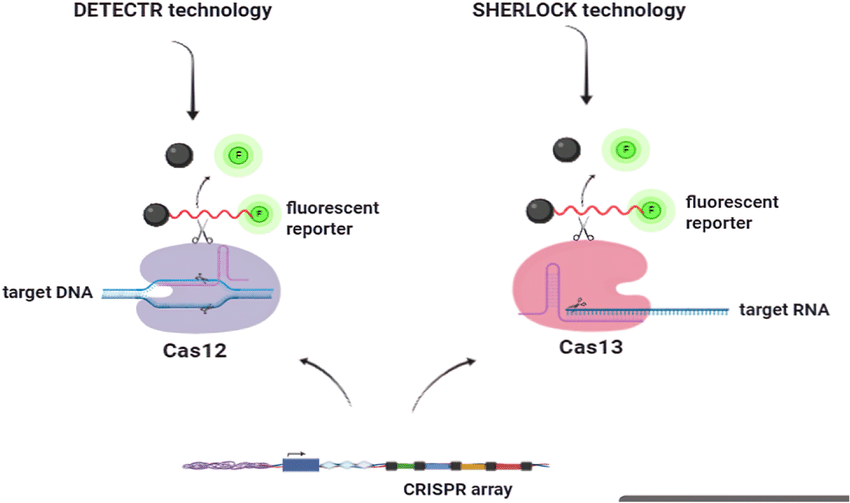 DETECTR technology
SHERLOCK technology
F
F
F
fluorescent
reporter
F
fluorescent
reporter
target DNA
target RNA
Cas12
Cas13
CRISPR array